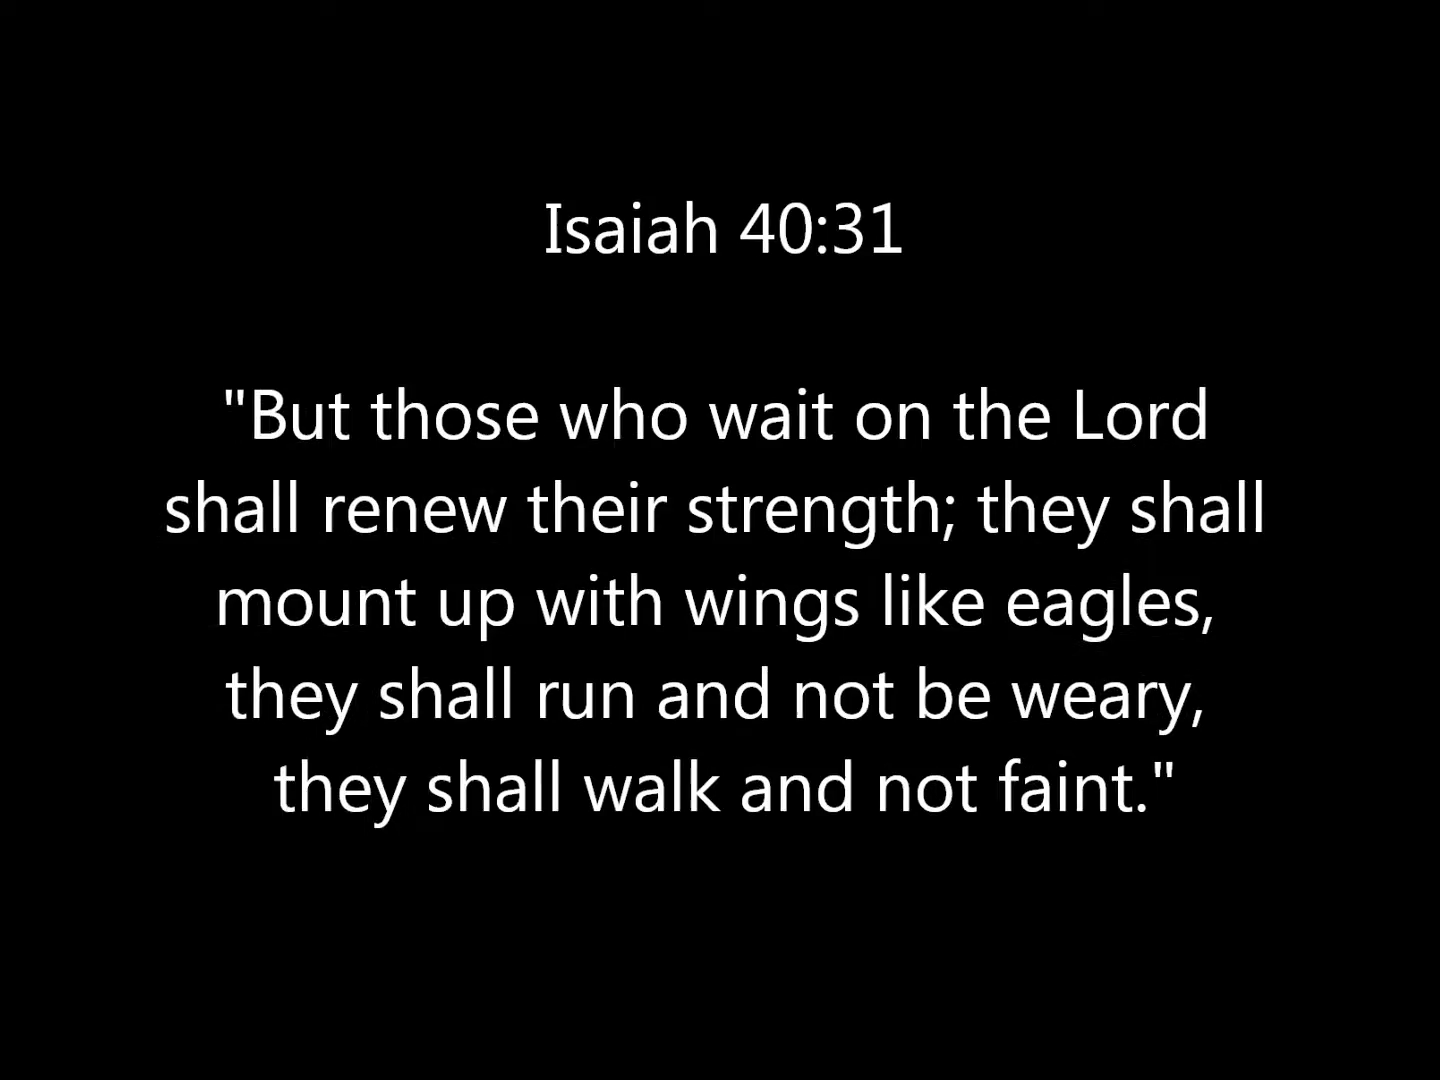 Isaiah 40:31
"But those who wait on the Lord
shall renew their strength; they shall
mount up with wings like eagles,
they shall run and not be weary,
they shall walk and not faint."